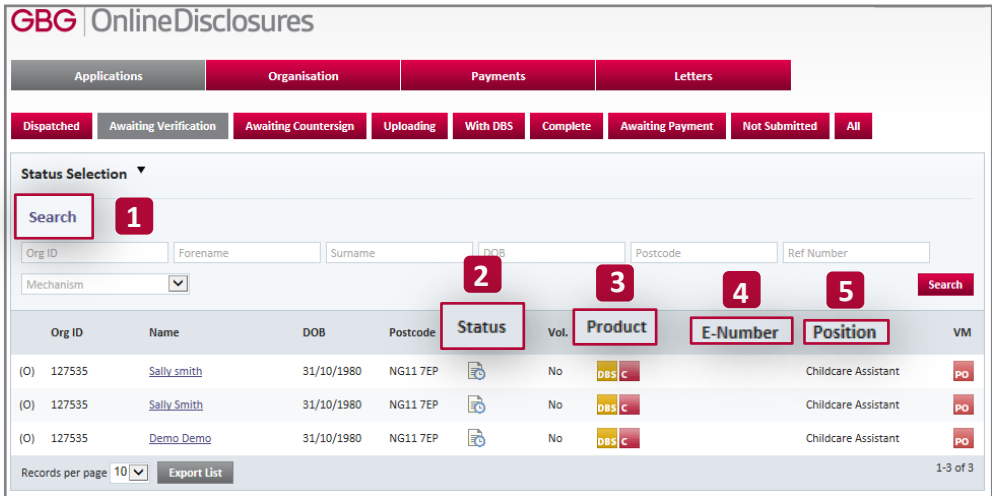 GBG OnlineDisclosures
Applications Organisation Payments Letters
Dispatched Awaiting Verification Awaiting Countersign Uploading With DBS Complete Awaiting Payment Not Submitted All
Status Selection ▼
Search 1
Org ID Forename Surname DOB Postcode Ref Number
Mechanism 2 3 4 5 Search
Org ID Name DOB Postcode Status Vol. Product E-Number Position VM
(O) 127535 Sally smith 31/10/1980 NG11 7EP No DBS C Childcare Assistant PO
(O) 127535 Sally Smith 31/10/1980 NG11 7EP No DBS C Childcare Assistant PO
(O) 127535 Demo Demo 31/10/1980 NG11 7EP No DBS C Childcare Assistant PO
Records per page 10 Export List 1-3 of 3